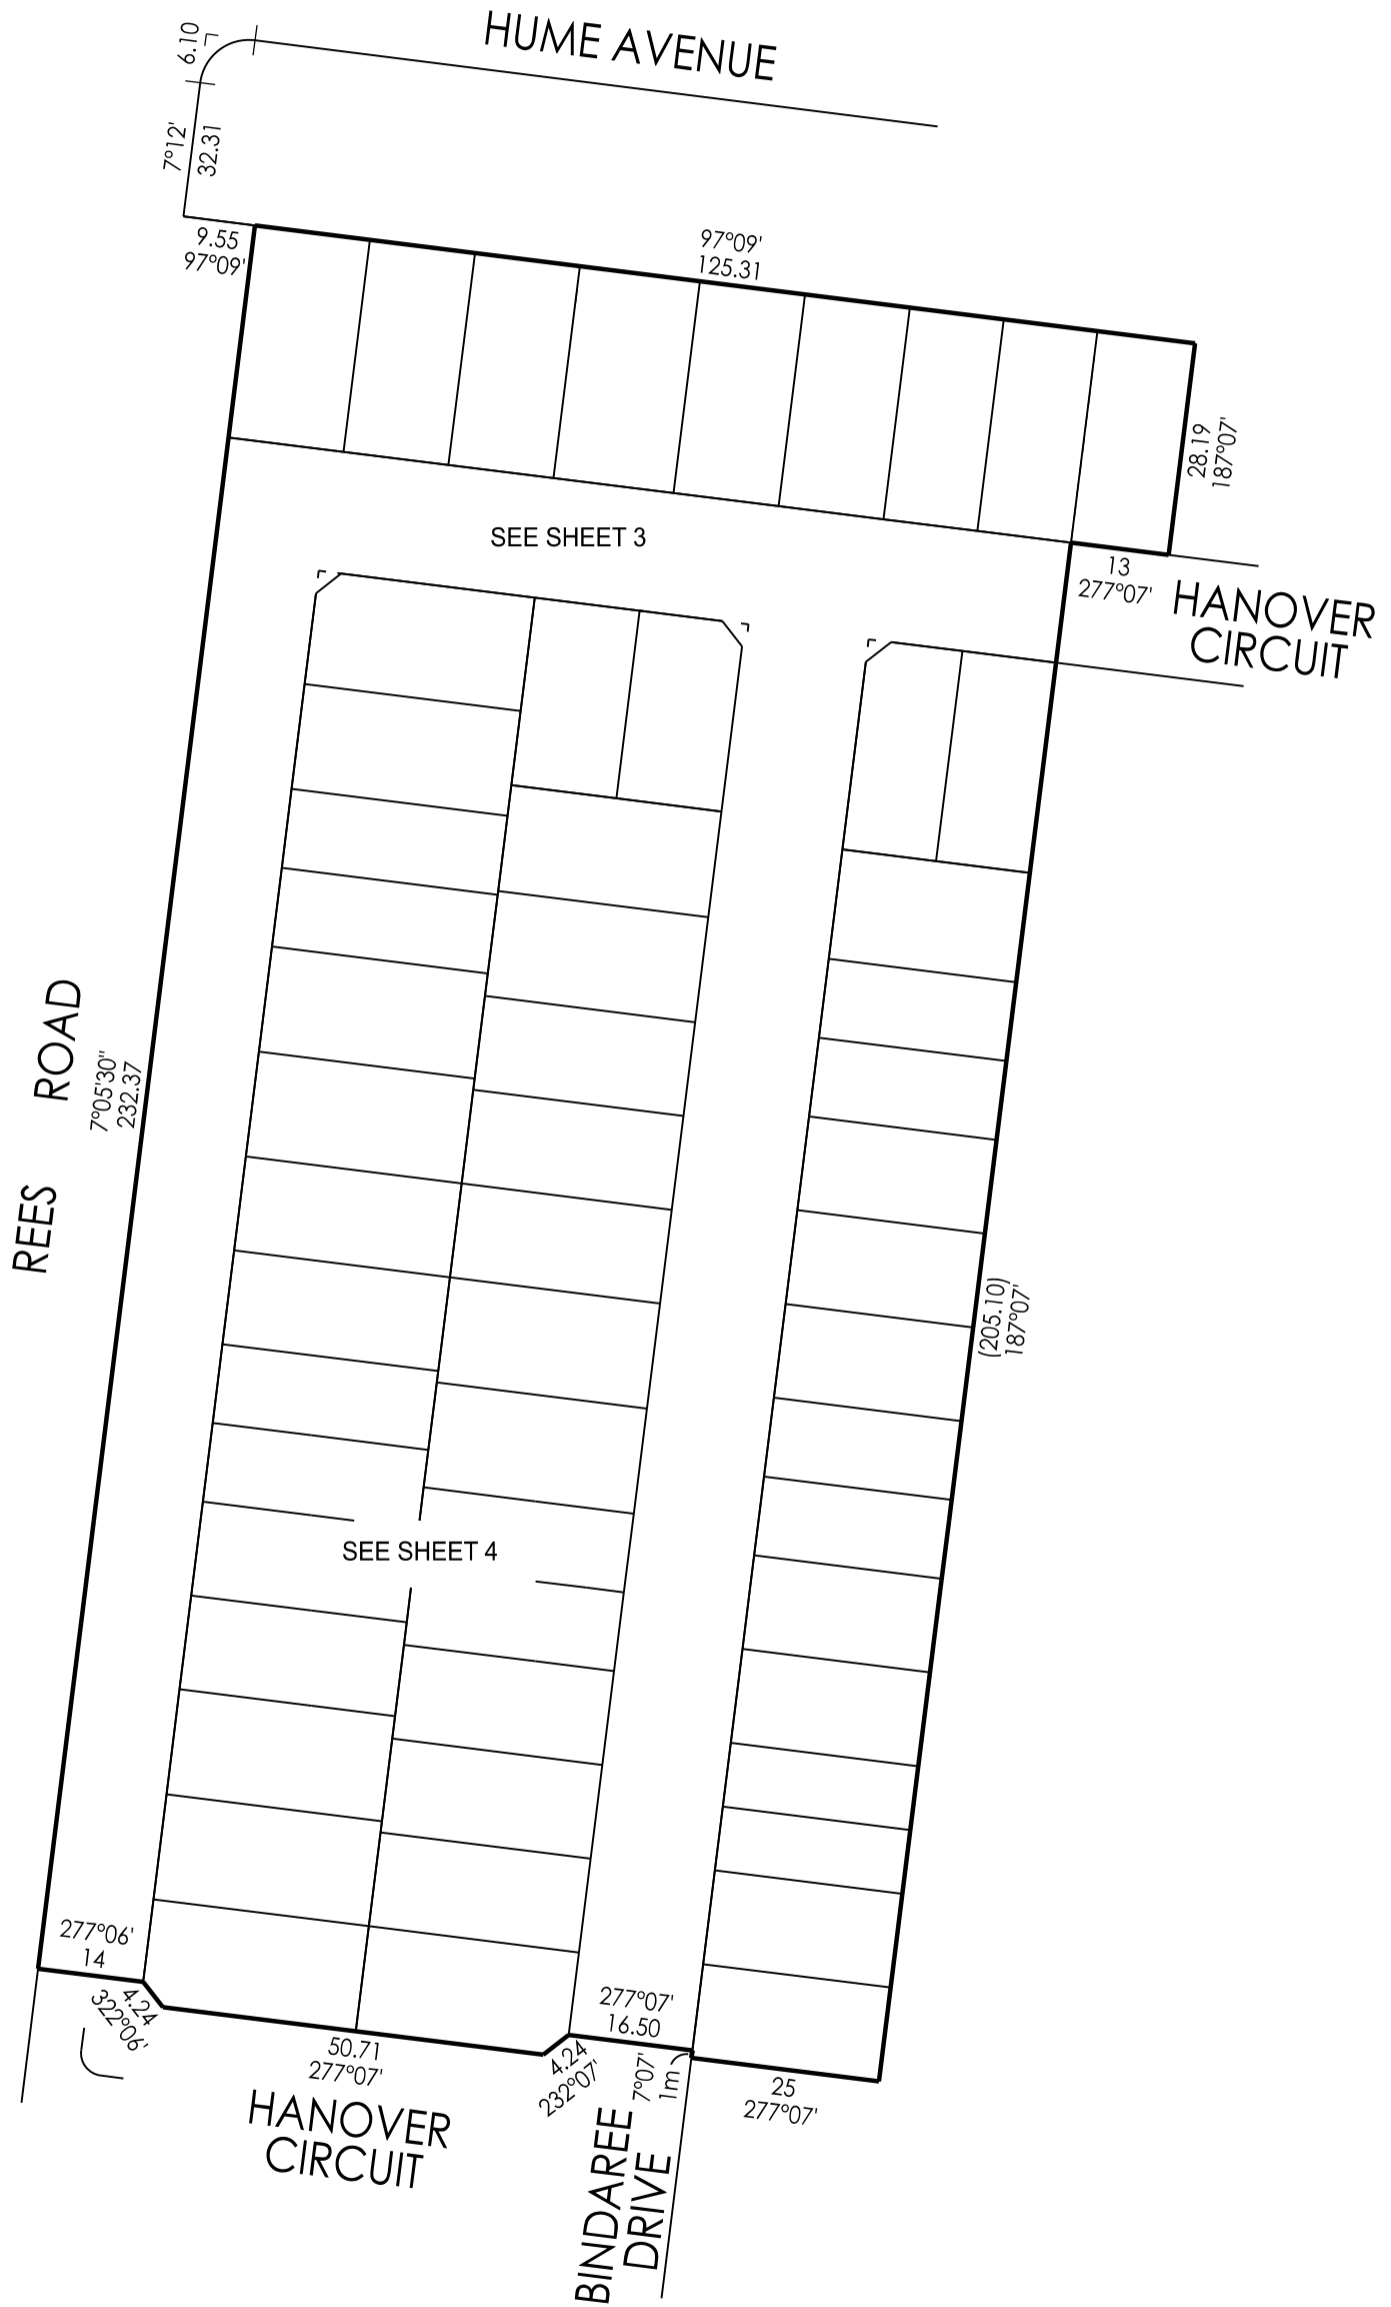 HUME AVENUE
6.10
7°12'
32.31
9.55
97°09'
97°09'
125.31
28.19
187°07'
SEE SHEET 3
13
277°07'
HANOVER
CIRCUIT
REES ROAD
7°05'30"
232.37
(205.10)
187°07'
SEE SHEET 4
277°06'
14
4.24
322°06'
50.71
277°07'
HANOVER
CIRCUIT
277°07'
16.50
4.24
232°07'
7°07'
1m
25
277°07'
BINDAREE
DRIVE